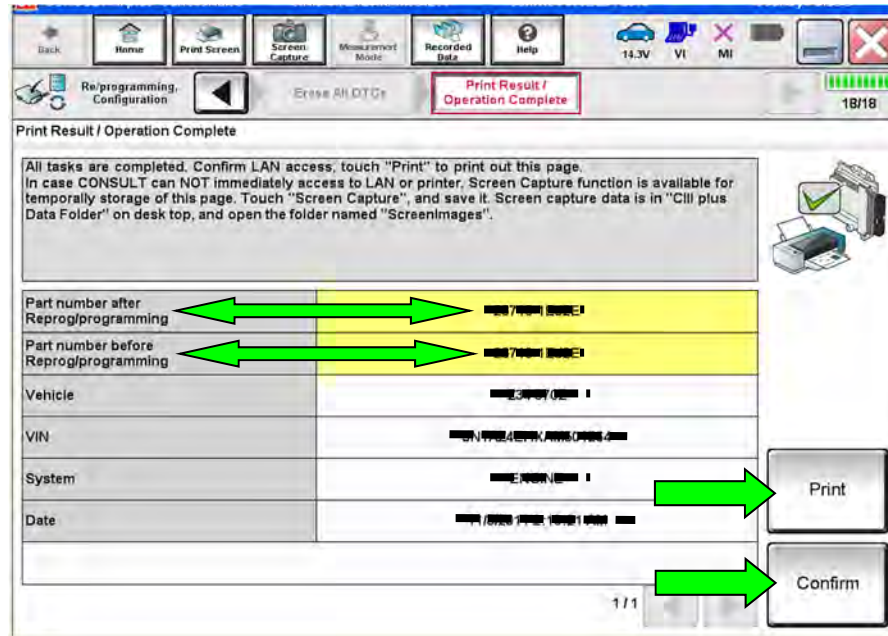 Back
Home
Print Screen
Screen Capture
Measurement Mode
Recorded Data
Help
14.3V
VI
MI
Re/programming, Configuration
Erase All DTCs
Print Result / Operation Complete
18/18
Print Result / Operation Complete
All tasks are completed. Confirm LAN access, touch "Print" to print out this page.
In case CONSULT can NOT immediately access to LAN or printer, Screen Capture function is available for
temporally storage of this page. Touch "Screen Capture", and save it. Screen capture data is in "CIII plus
Data Folder" on desk top, and open the folder named "ScreenImages".
Part number after
Reprog/programming
Part number before
Reprog/programming
Vehicle
VIN
System
Date
Print
Confirm
1/1